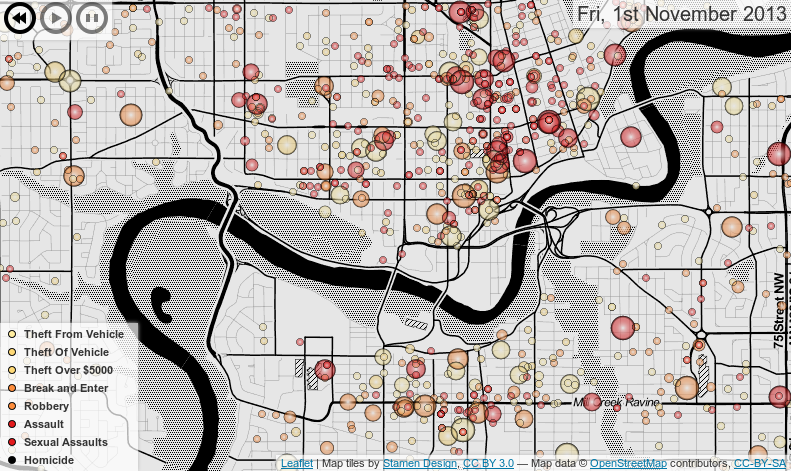 Fri, 1st November 2013
75 Street NW
Theft From Vehicle
Theft Of Vehicle
Theft Over $5000
Break and Enter
Robbery
Assault
Sexual Assaults
Homicide
Ravine
Leaflet | Map tiles by Stamen Design, CC BY 3.0 — Map data © OpenStreetMap contributors, CC-BY-SA